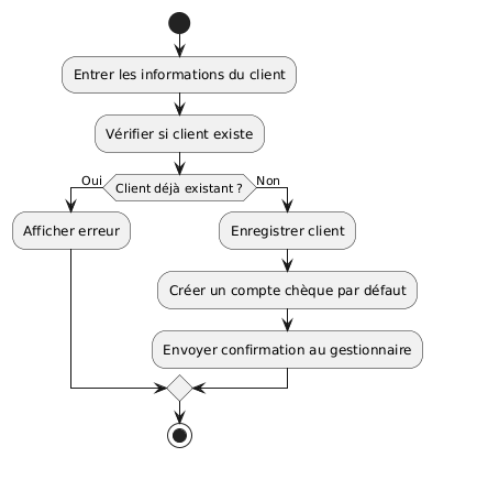 Entrer les informations du client
Vérifier si client existe
Oui
Client déjà existant ?
Non
Afficher erreur
Enregistrer client
Créer un compte chèque par défaut
Envoyer confirmation au gestionnaire